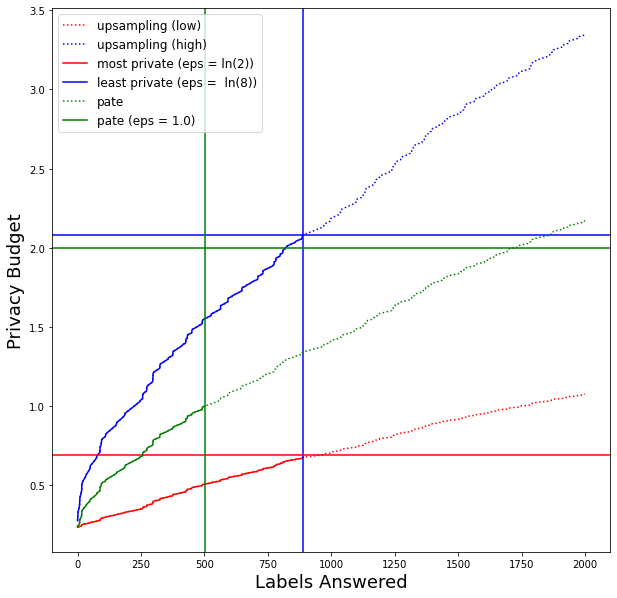 3.5
3.0
2.5
2.0
1.5
1.0
0.5
Privacy Budget
upsampling (low)
upsampling (high)
most private (eps = ln(2))
least private (eps =  ln(8))
pate
pate (eps = 1.0)
0 250 500 750 1000 1250 1500 1750 2000
Labels Answered